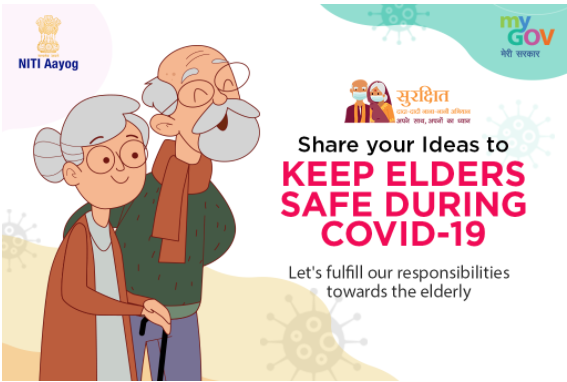 NITI Aayog
my
GOV
मेरी सरकार
सुरक्षित
दादा-दादी नाना-नानी अभियान
अपने साथ, अपनों का ध्यान
Share your Ideas to
KEEP ELDERS
SAFE DURING
COVID-19
Let's fulfill our responsibilities
towards the elderly